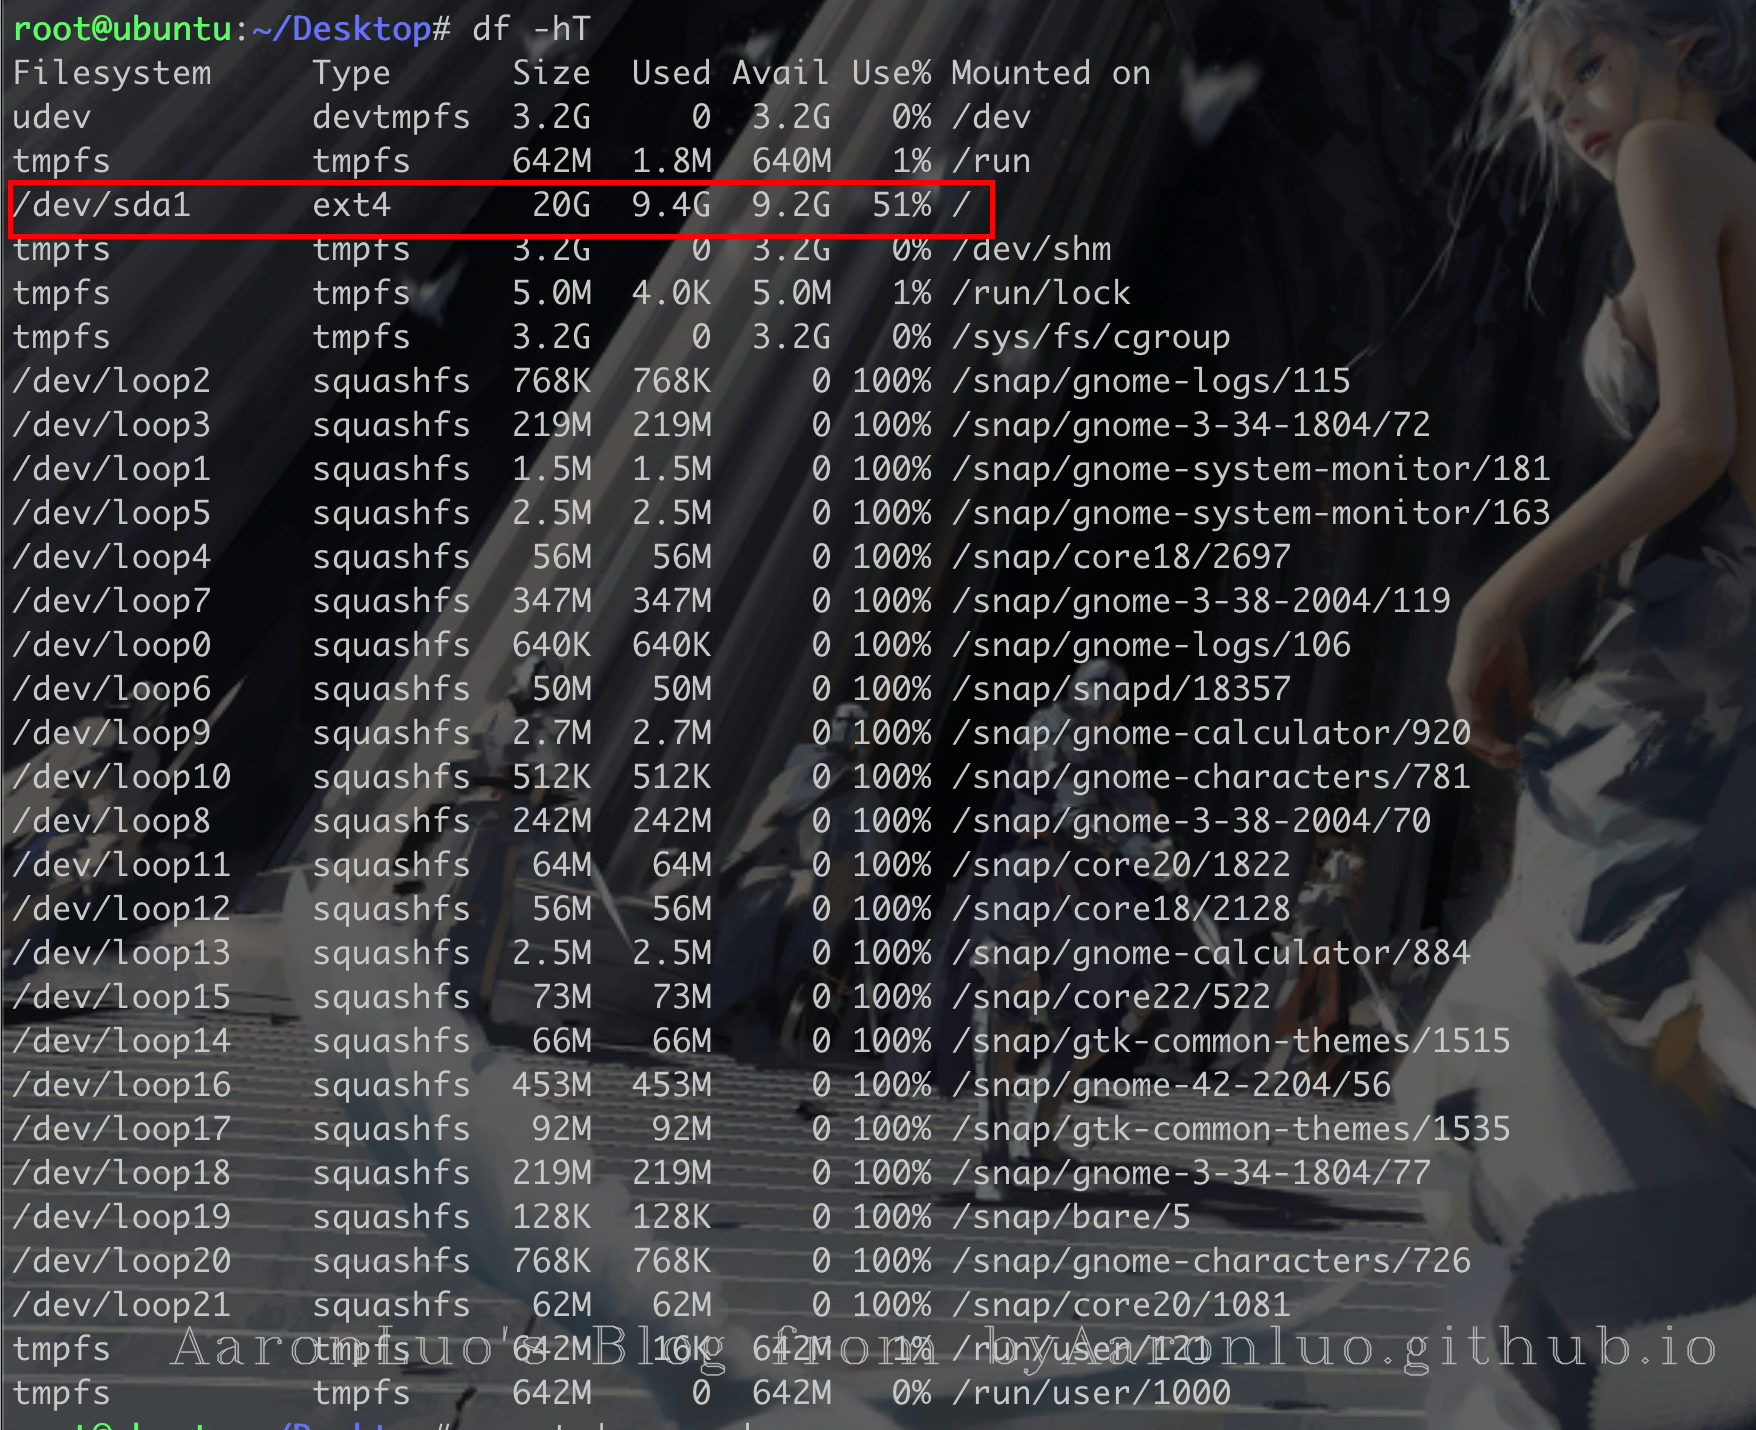 root@ubuntu:~/Desktop# df -hT
Filesystem     Type      Size  Used Avail Use% Mounted on
udev           devtmpfs  3.2G     0  3.2G   0% /dev
tmpfs          tmpfs     642M  1.8M  640M   1% /run
/dev/sda1      ext4       20G  9.4G  9.2G  51% /
tmpfs          tmpfs     3.2G     0  3.2G   0% /dev/shm
tmpfs          tmpfs     5.0M  4.0K  5.0M   1% /run/lock
tmpfs          tmpfs     3.2G     0  3.2G   0% /sys/fs/cgroup
/dev/loop2     squashfs  768K  768K     0 100% /snap/gnome-logs/115
/dev/loop3     squashfs  219M  219M     0 100% /snap/gnome-3-34-1804/72
/dev/loop1     squashfs  1.5M  1.5M     0 100% /snap/gnome-system-monitor/181
/dev/loop5     squashfs  2.5M  2.5M     0 100% /snap/gnome-system-monitor/163
/dev/loop4     squashfs   56M   56M     0 100% /snap/core18/2697
/dev/loop7     squashfs  347M  347M     0 100% /snap/gnome-3-38-2004/119
/dev/loop0     squashfs  640K  640K     0 100% /snap/gnome-logs/106
/dev/loop6     squashfs   50M   50M     0 100% /snap/snapd/18357
/dev/loop9     squashfs  2.7M  2.7M     0 100% /snap/gnome-calculator/920
/dev/loop10    squashfs  512K  512K     0 100% /snap/gnome-characters/781
/dev/loop8     squashfs  242M  242M     0 100% /snap/gnome-3-38-2004/70
/dev/loop11    squashfs   64M   64M     0 100% /snap/core20/1822
/dev/loop12    squashfs   56M   56M     0 100% /snap/core18/2128
/dev/loop13    squashfs  2.5M  2.5M     0 100% /snap/gnome-calculator/884
/dev/loop15    squashfs   73M   73M     0 100% /snap/core22/522
/dev/loop14    squashfs   66M   66M     0 100% /snap/gtk-common-themes/1515
/dev/loop16    squashfs  453M  453M     0 100% /snap/gnome-42-2204/56
/dev/loop17    squashfs   92M   92M     0 100% /snap/gtk-common-themes/1535
/dev/loop18    squashfs  219M  219M     0 100% /snap/gnome-3-34-1804/77
/dev/loop19    squashfs  128K  128K     0 100% /snap/bare/5
/dev/loop20    squashfs  768K  768K     0 100% /snap/gnome-characters/726
/dev/loop21    squashfs   62M   62M     0 100% /snap/core20/1081
tmpfs          tmpfs     642M   16K  642M   1% /run/user/121
AaronLuo's Blog from byAaronluo.github.io
tmpfs          tmpfs     642M     0  642M   0% /run/user/1000